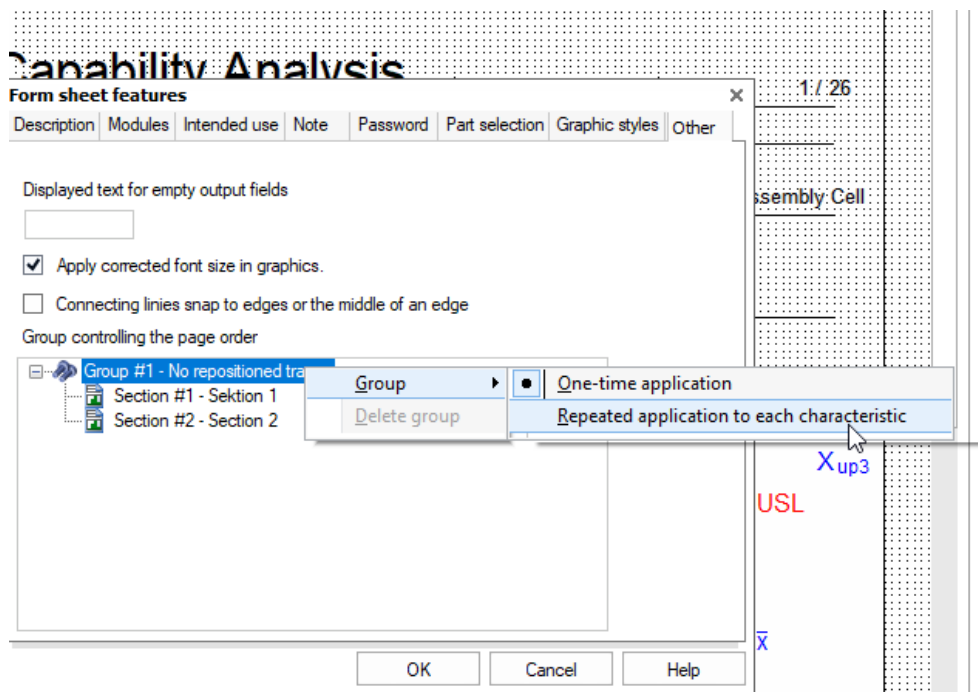 Capability Analysis
Form sheet features
1 / 26
Description Modules Intended use Note Password Part selection Graphic styles Other
Displayed text for empty output fields
ssembly Cell
Apply corrected font size in graphics.
Connecting linies snap to edges or the middle of an edge
Group controlling the page order
Group #1 - No repositioned tra
Group One-time application
Section #1 - Sektion 1
Delete group Repeated application to each characteristic
Section #2 - Section 2
Xup3
USL
x̅
OK Cancel Help